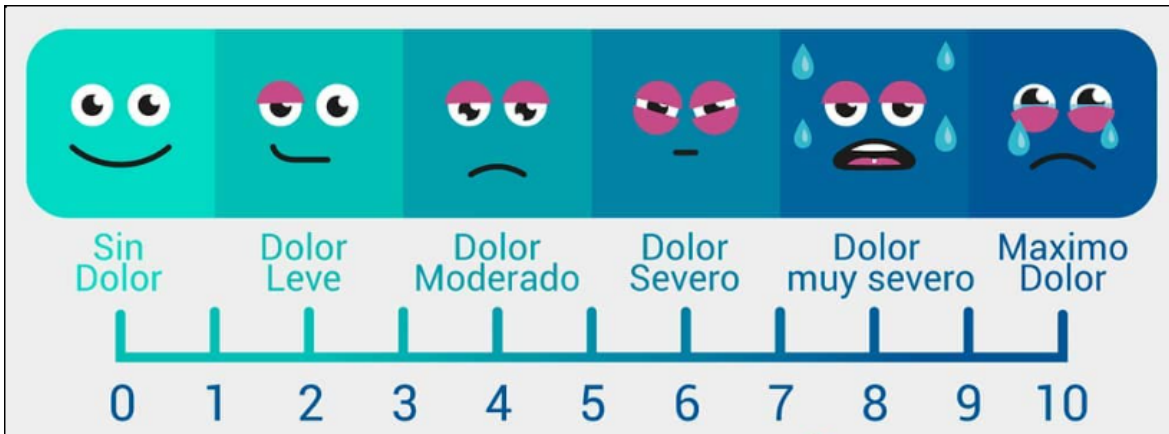 Sin Dolor
Dolor Leve
Dolor Moderado
Dolor Severo
Dolor muy severo
Maximo Dolor
0 1 2 3 4 5 6 7 8 9 10